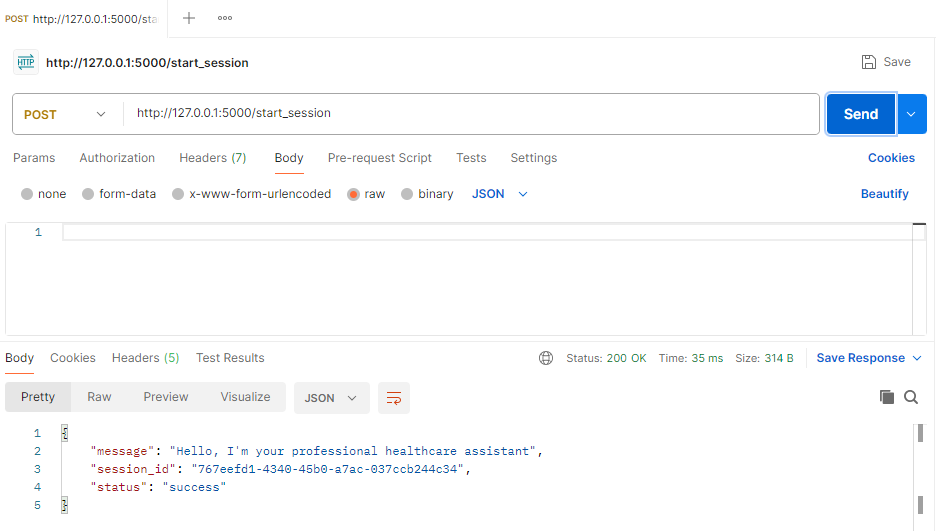 POST http://127.0.0.1:5000/sta
HTTP http://127.0.0.1:5000/start_session Save
POST http://127.0.0.1:5000/start_session Send
Params Authorization Headers (7) Body Pre-request Script Tests Settings Cookies
none form-data x-www-form-urlencoded raw binary JSON Beautify
1
Body Cookies Headers (5) Test Results Status: 200 OK Time: 35 ms Size: 314 B Save Response
Pretty Raw Preview Visualize JSON
1 {
2 "message": "Hello, I'm your professional healthcare assistant",
3 "session_id": "767eefd1-4340-45b0-a7ac-037ccb244c34",
4 "status": "success"
5 }